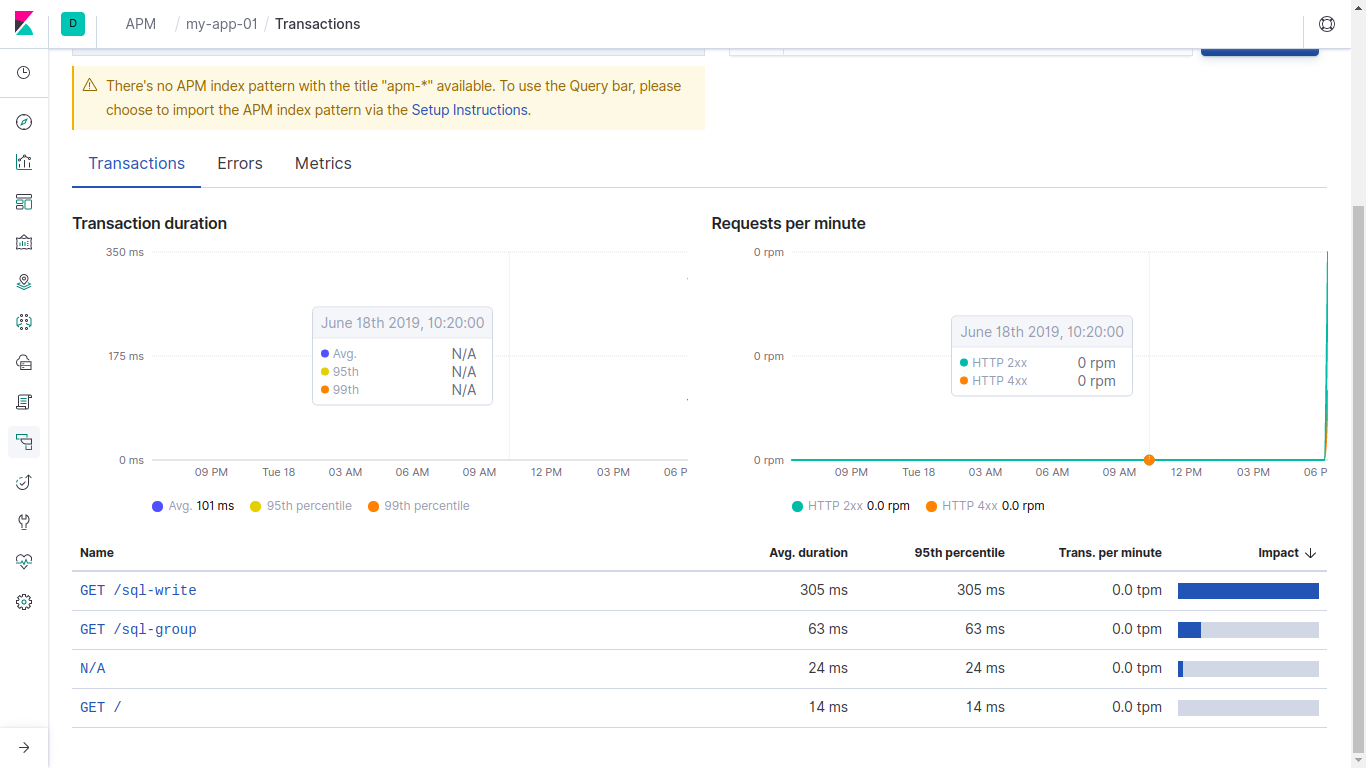 D
APM / my-app-01 / Transactions
There's no APM index pattern with the title "apm-*" available. To use the Query bar, please
choose to import the APM index pattern via the Setup Instructions.
Transactions Errors Metrics
Transaction duration
350 ms
175 ms
0 ms
June 18th 2019, 10:20:00
Avg. N/A
95th N/A
99th N/A
09 PM Tue 18 03 AM 06 AM 09 AM 12 PM 03 PM 06 P
Avg. 101 ms 95th percentile 99th percentile
Requests per minute
0 rpm
0 rpm
0 rpm
June 18th 2019, 10:20:00
HTTP 2xx 0 rpm
HTTP 4xx 0 rpm
09 PM Tue 18 03 AM 06 AM 09 AM 12 PM 03 PM 06 P
HTTP 2xx 0.0 rpm HTTP 4xx 0.0 rpm
Name Avg. duration 95th percentile Trans. per minute Impact
GET /sql-write 305 ms 305 ms 0.0 tpm
GET /sql-group 63 ms 63 ms 0.0 tpm
N/A 24 ms 24 ms 0.0 tpm
GET / 14 ms 14 ms 0.0 tpm